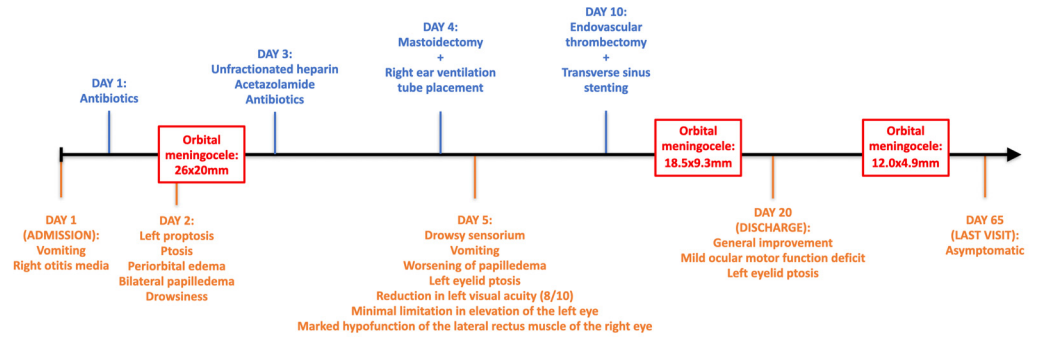 DAY 1:
Antibiotics
DAY 3:
Unfractionated heparin
Acetazolamide
Antibiotics
DAY 4:
Mastoidectomy
+
Right ear ventilation
tube placement
DAY 10:
Endovascular
thrombectomy
+
Transverse sinus
stenting
Orbital
meningocele:
26x20mm
Orbital
meningocele:
18.5x9.3mm
Orbital
meningocele:
12.0x4.9mm
DAY 1
(ADMISSION):
Vomiting
Right otitis media
DAY 2:
Left proptosis
Ptosis
Periorbital edema
Bilateral papilledema
Drowsiness
DAY 5:
Drowsy sensorium
Vomiting
Worsening of papilledema
Left eyelid ptosis
Reduction in left visual acuity (8/10)
Minimal limitation in elevation of the left eye
Marked hypofunction of the lateral rectus muscle of the right eye
DAY 20
(DISCHARGE):
General improvement
Mild ocular motor function deficit
Left eyelid ptosis
DAY 65
(LAST VISIT):
Asymptomatic